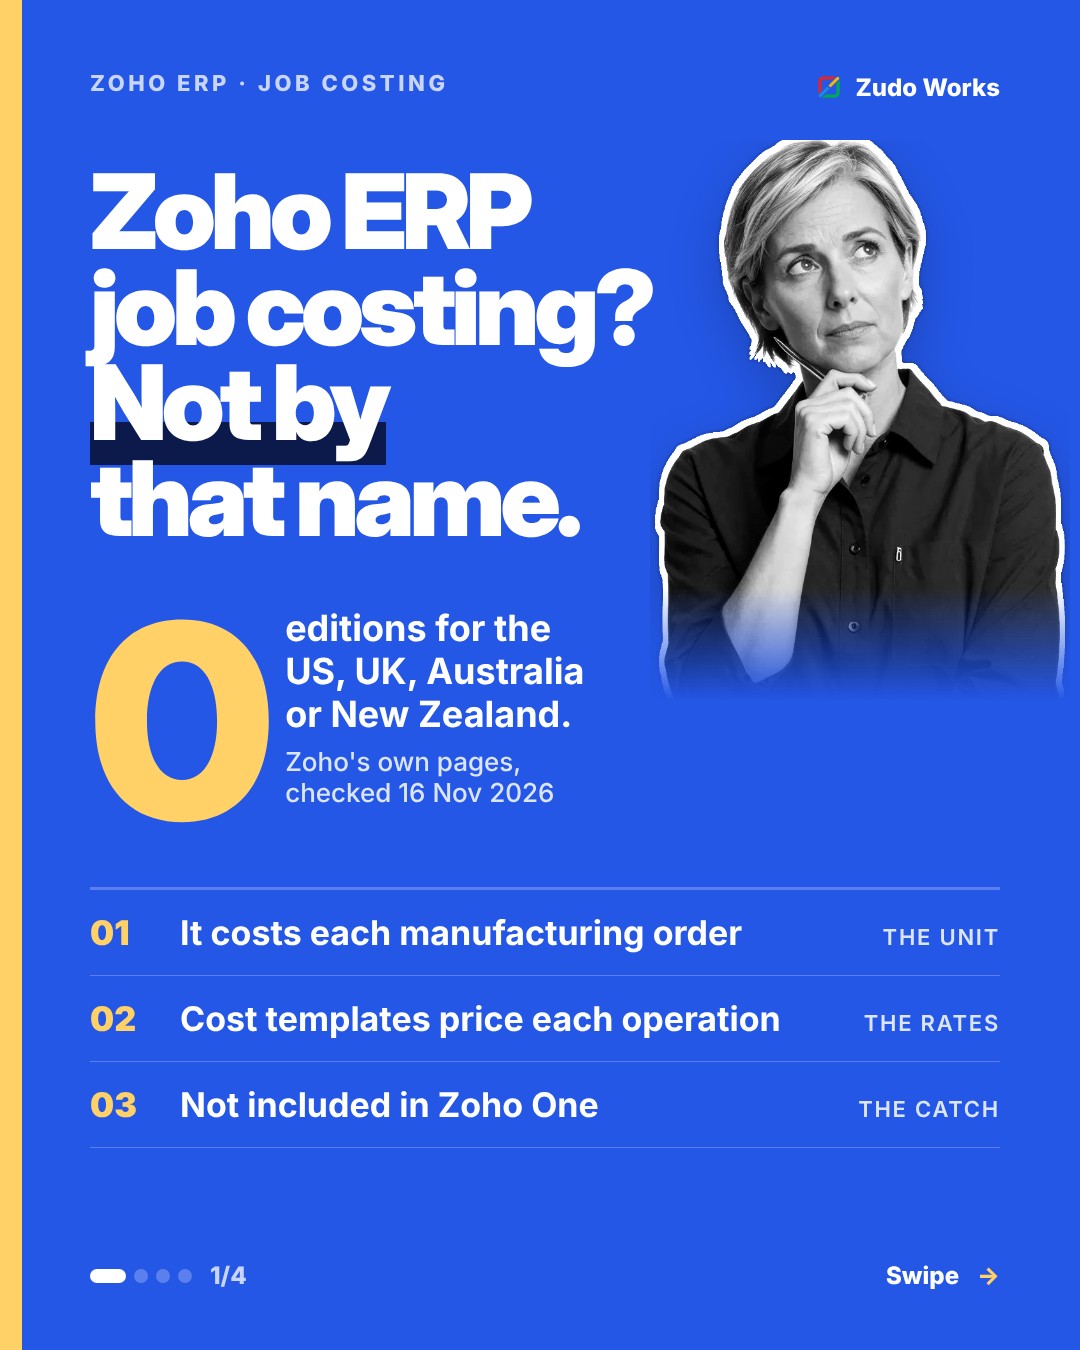 ZOHO ERP · JOB COSTING
Zudo Works
Zoho ERP
job costing?
Not by
that name.
0
editions for the
US, UK, Australia
or New Zealand.
Zoho's own pages,
checked 16 Nov 2026
01 It costs each manufacturing order THE UNIT
02 Cost templates price each operation THE RATES
03 Not included in Zoho One THE CATCH
1/4
Swipe →